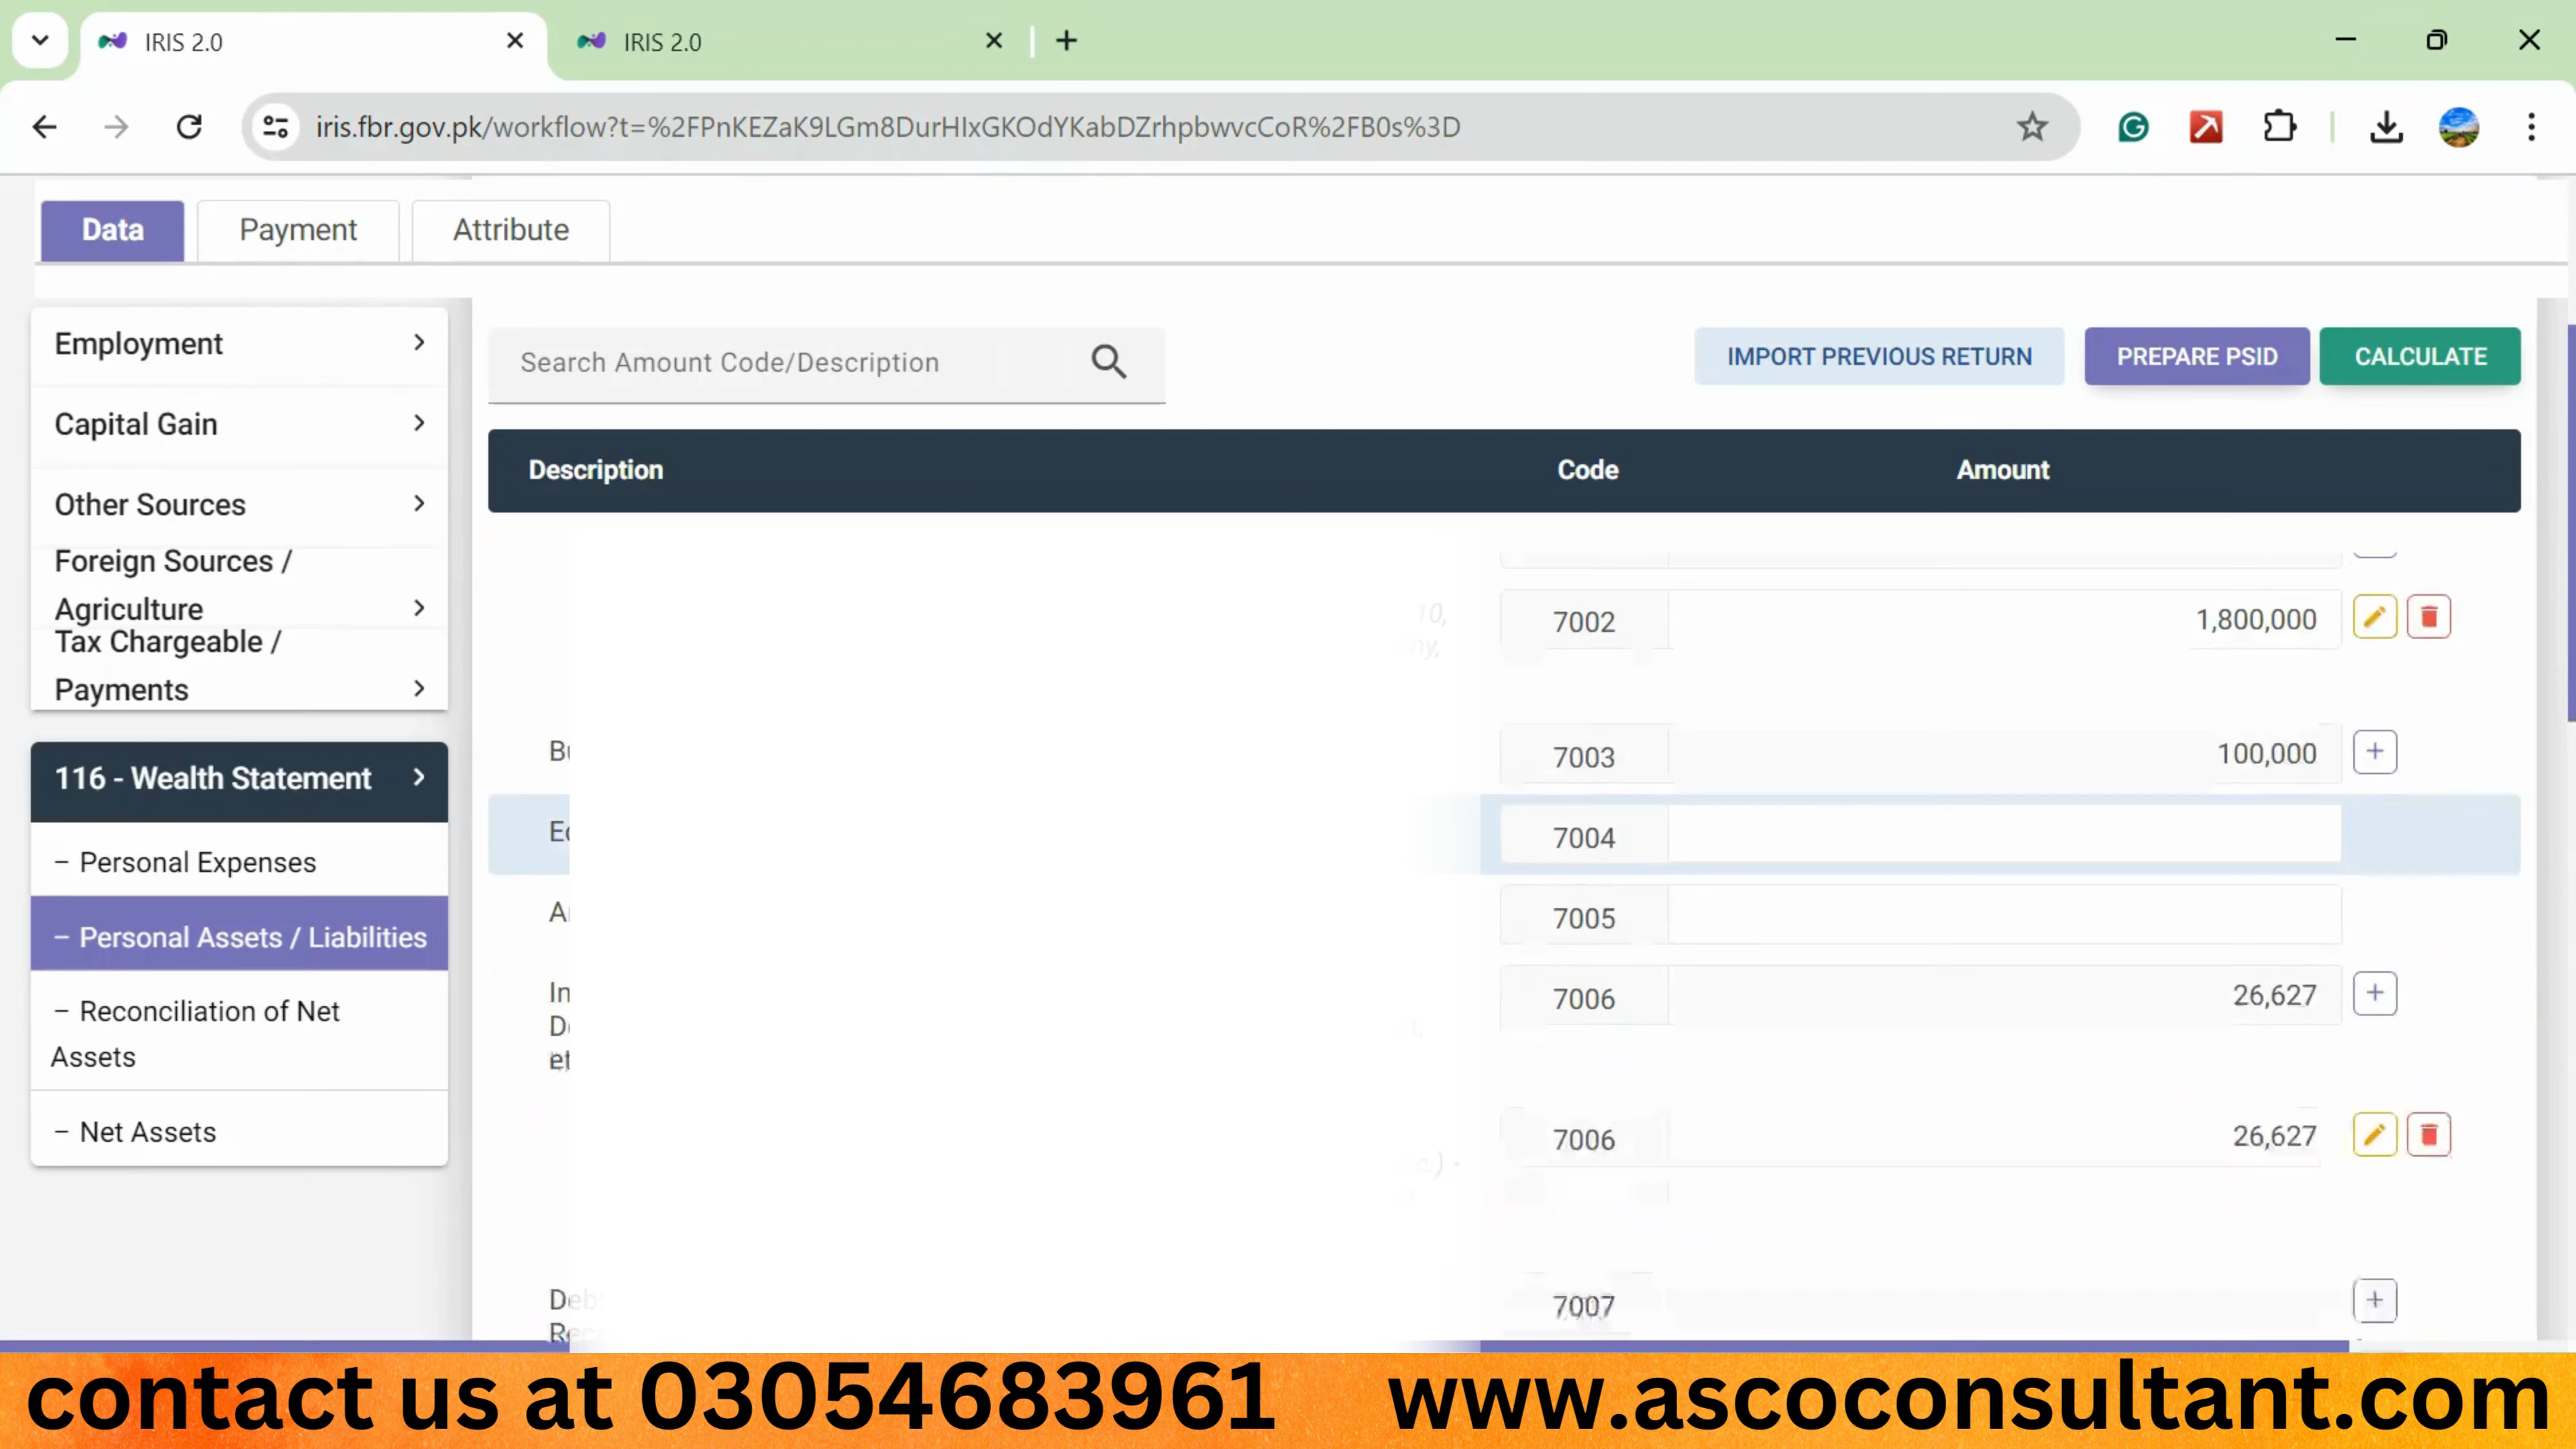 IRIS 2.0
IRIS 2.0
iris.fbr.gov.pk/workflow?t=%2FPnKEZaK9LGm8DurHIxGKOdYKabDZrhpbwvcCoR%2FB0s%3D
Data
Payment
Attribute
Employment
Capital Gain
Other Sources
Foreign Sources /
Agriculture
Tax Chargeable /
Payments
116 - Wealth Statement
– Personal Expenses
– Personal Assets / Liabilities
– Reconciliation of Net
Assets
– Net Assets
Search Amount Code/Description
IMPORT PREVIOUS RETURN
PREPARE PSID
CALCULATE
Description Code Amount
10,
7002 1,800,000
7003 100,000
7004
7005
7006 26,627
7006 26,627
7007
contact us at 03054683961 www.ascoconsultant.com